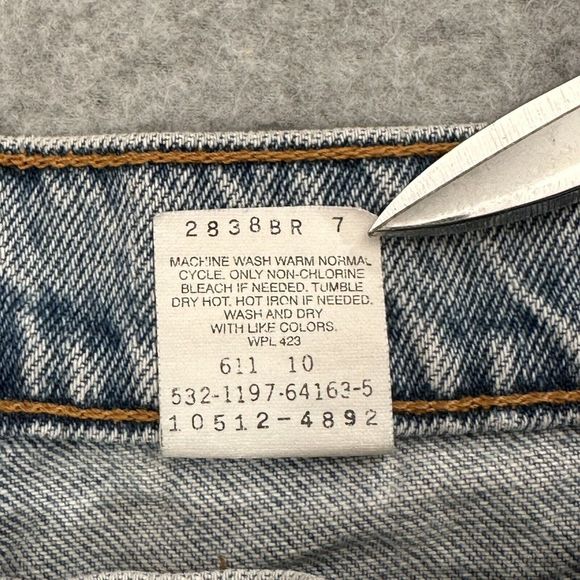 2838BR 7
MACHINE WASH WARM NORMAL
CYCLE. ONLY NON-CHLORINE
BLEACH IF NEEDED. TUMBLE
DRY HOT. HOT IRON IF NEEDED.
WASH AND DRY
WITH LIKE COLORS.
WPL 423
611 10
532-1197-64163-5
10512-4892